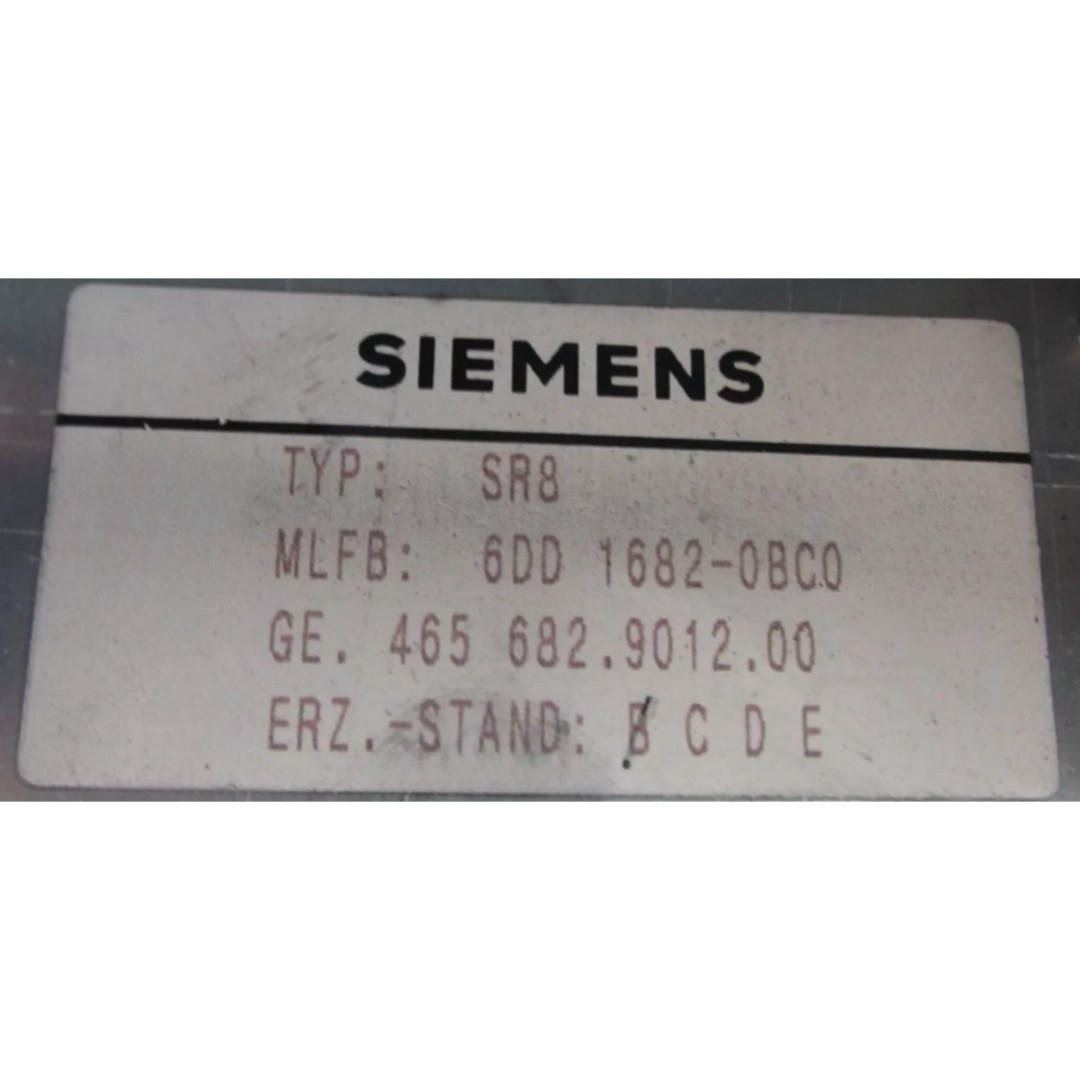 SIEMENS
TYP: SR8
MLFB: 6DD 1682-0BC0
GE. 465 682.9012.00
ERZ.-STAND: B C D E